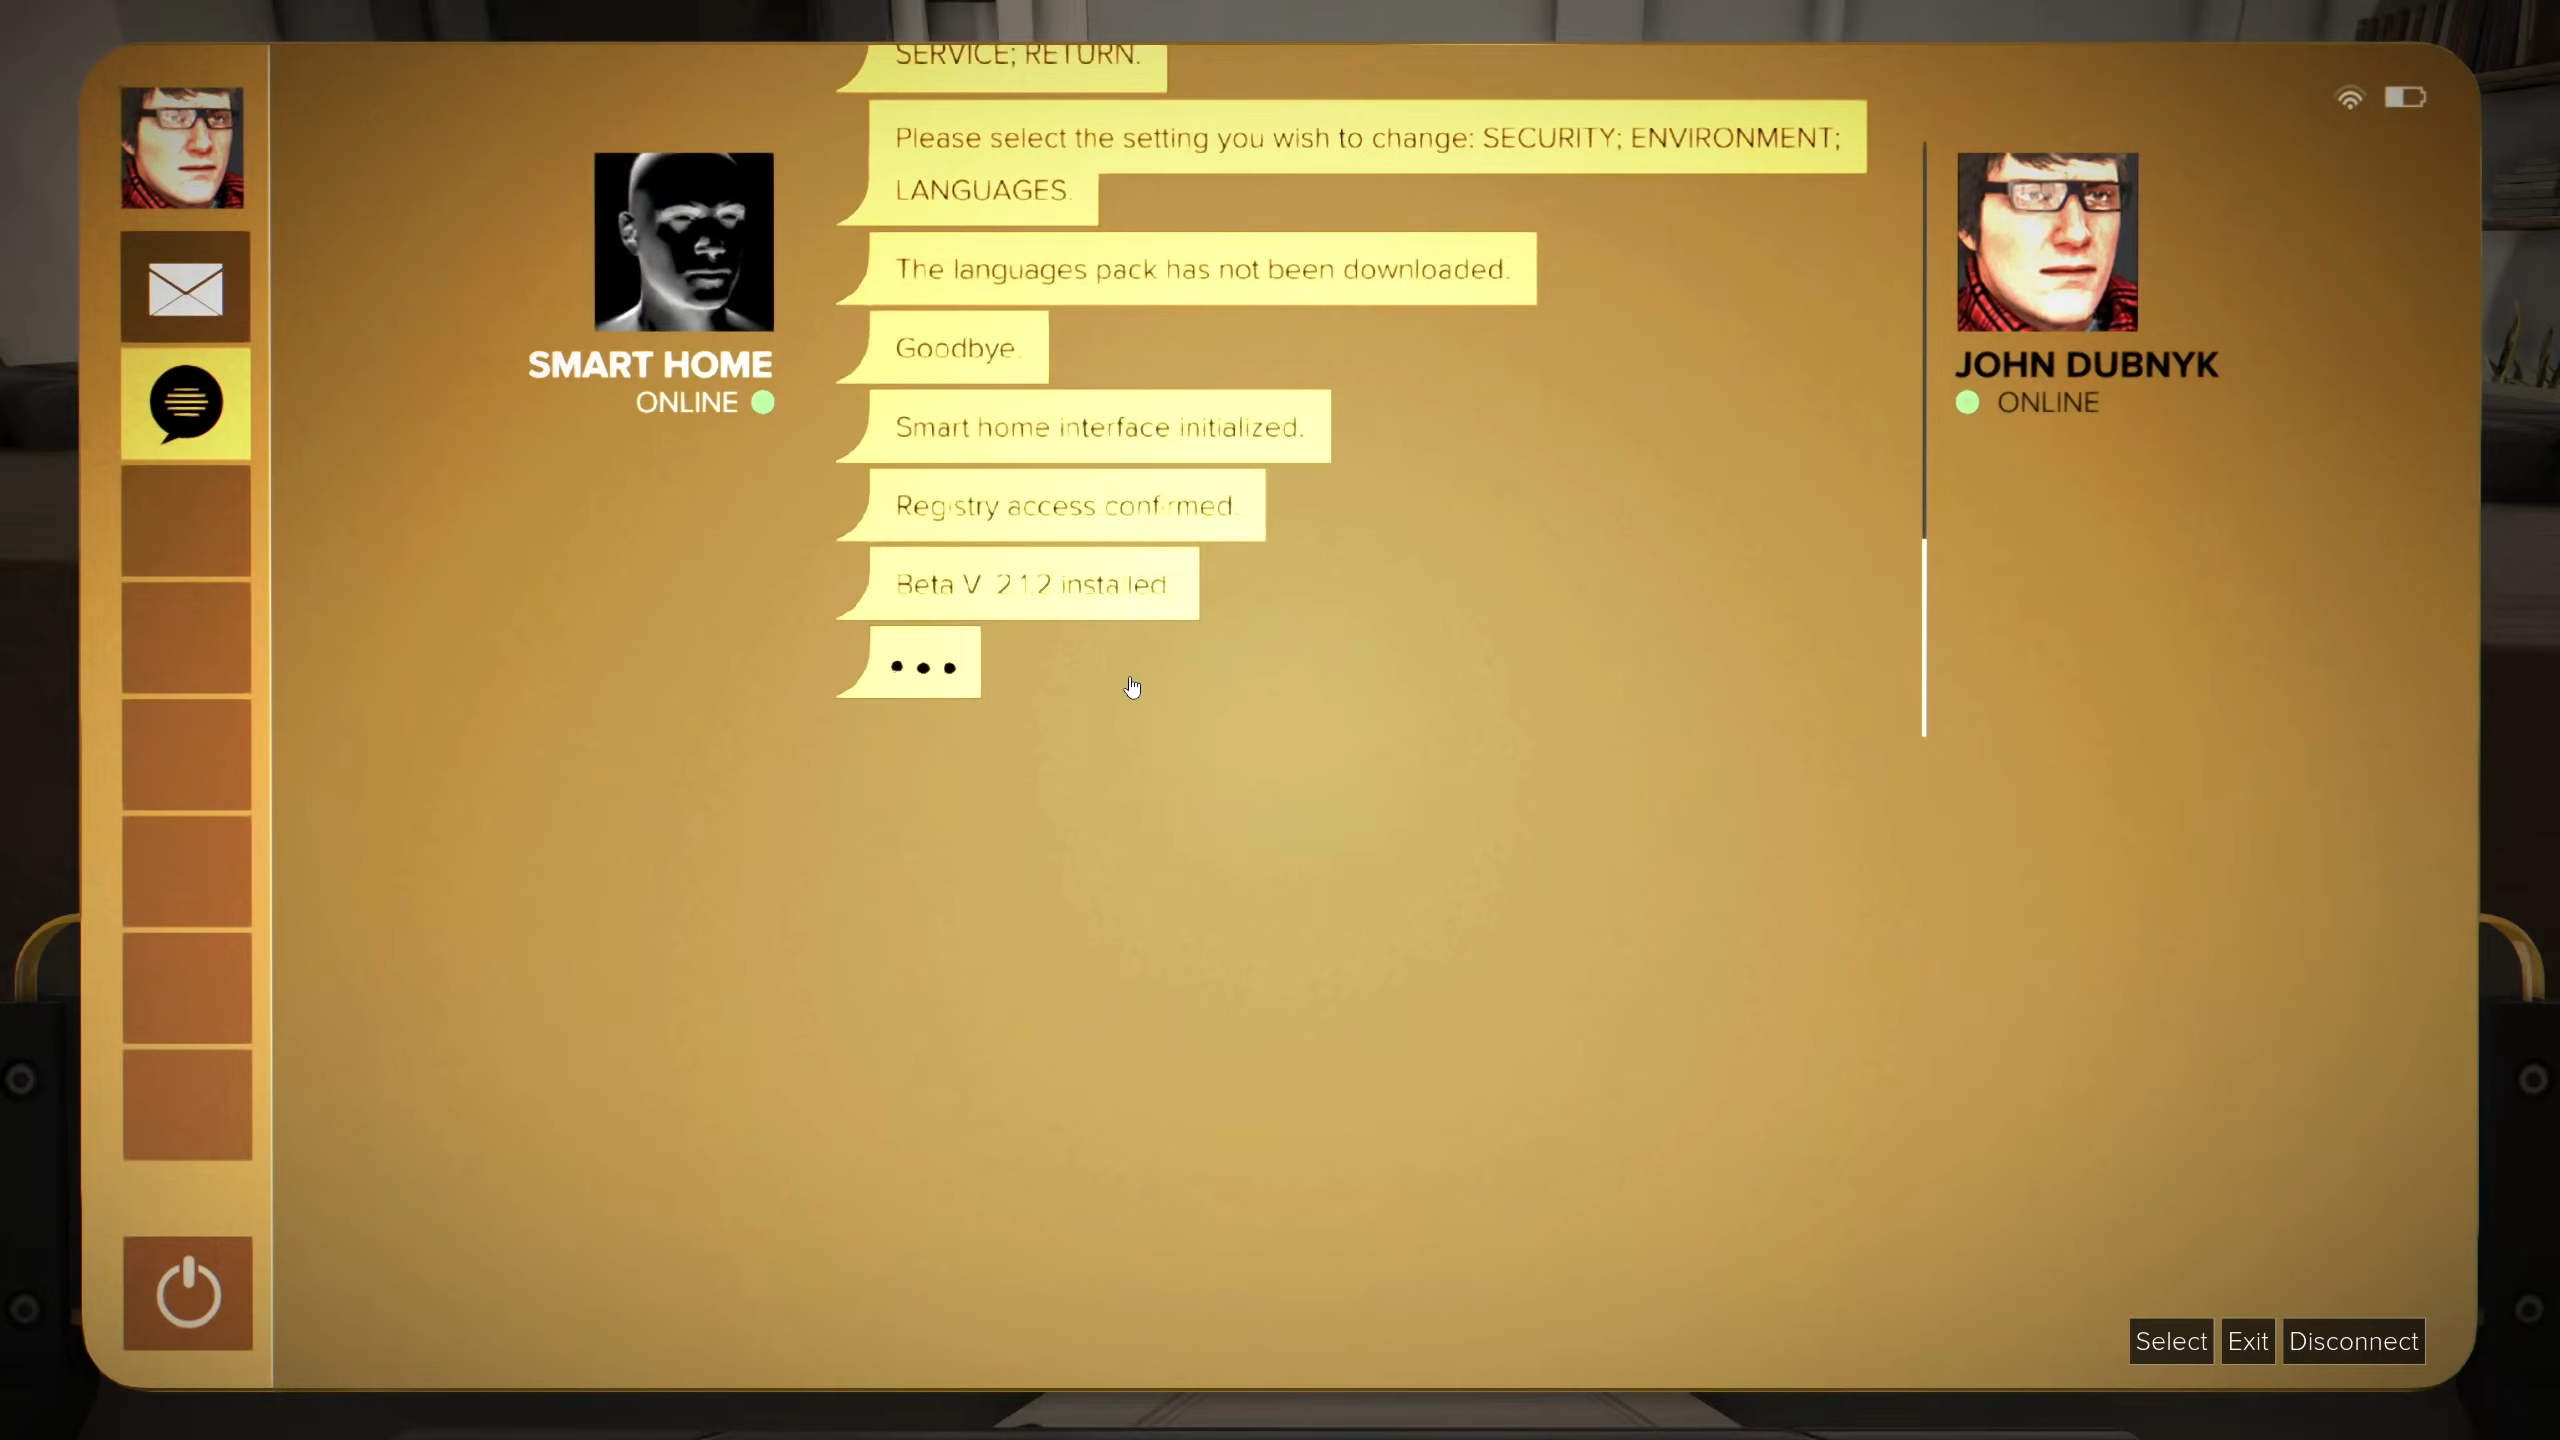 SERVICE; RETURN.
Please select the setting you wish to change: SECURITY; ENVIRONMENT;
LANGUAGES.
The languages pack has not been downloaded.
Goodbye.
SMART HOME
ONLINE
JOHN DUBNYK
ONLINE
Smart home interface initialized.
Registry access confirmed.
Beta V 2.1.2 installed
Select Exit Disconnect